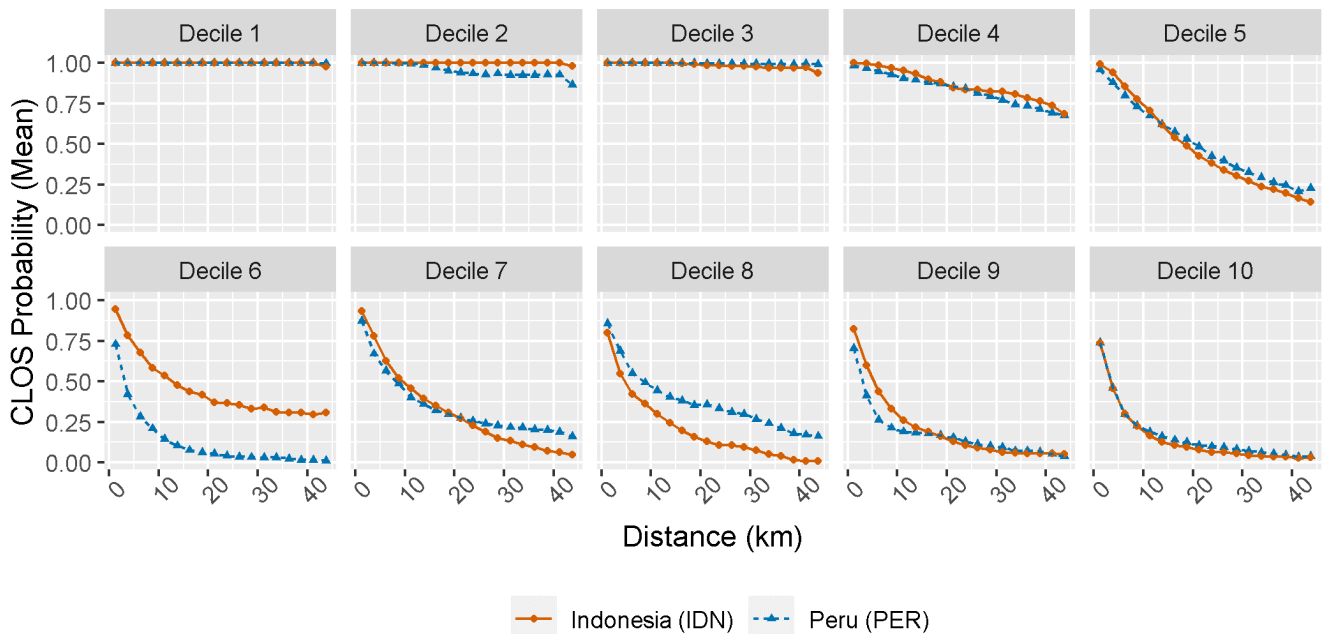 Decile 1 Decile 2 Decile 3 Decile 4 Decile 5
1.00
0.75
0.50
0.25
0.00
Decile 6 Decile 7 Decile 8 Decile 9 Decile 10
1.00
0.75
0.50
0.25
0.00
CLOS Probability (Mean)
0 10 20 30 40 0 10 20 30 40 0 10 20 30 40 0 10 20 30 40 0 10 20 30 40
Distance (km)
Indonesia (IDN) Peru (PER)